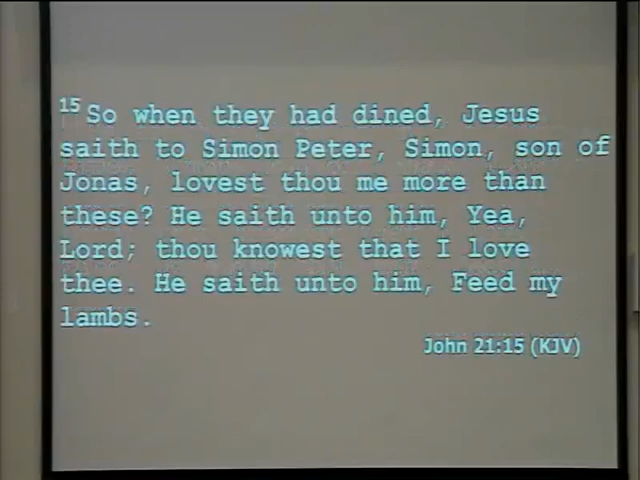 15 So when they had dined, Jesus
saith to Simon Peter, Simon, son of
Jonas, lovest thou me more than
these? He saith unto him, Yea,
Lord; thou knowest that I love
thee. He saith unto him, Feed my
lambs.
John 21:15 (KJV)